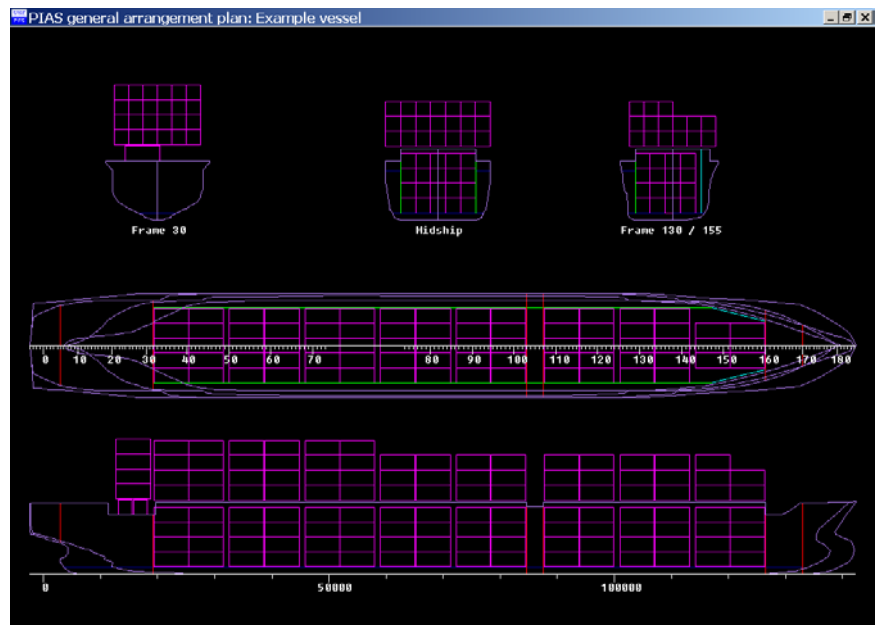 PIAS general arrangement plan: Example vessel
Frame 30
Midship
Frame 130 / 155
10 20 30 40 50 60 70 80 90 100 110 120 130 140 150 160 170 180
0 50000 100000